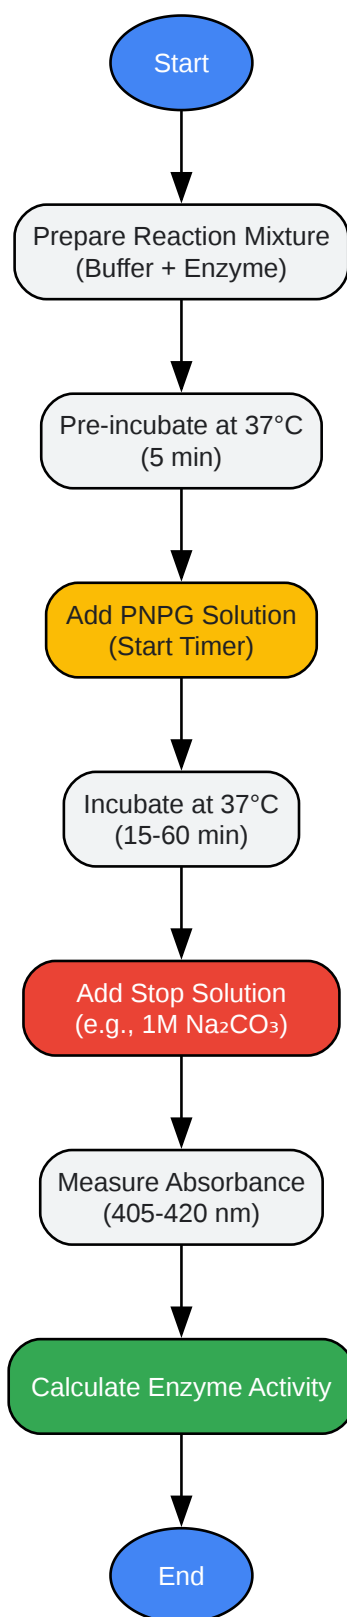 Start
Prepare Reaction Mixture
(Buffer + Enzyme)
Pre-incubate at 37°C
(5 min)
Add PNPG Solution
(Start Timer)
Incubate at 37°C
(15-60 min)
Add Stop Solution
(e.g., 1M Na₂CO₃)
Measure Absorbance
(405-420 nm)
Calculate Enzyme Activity
End